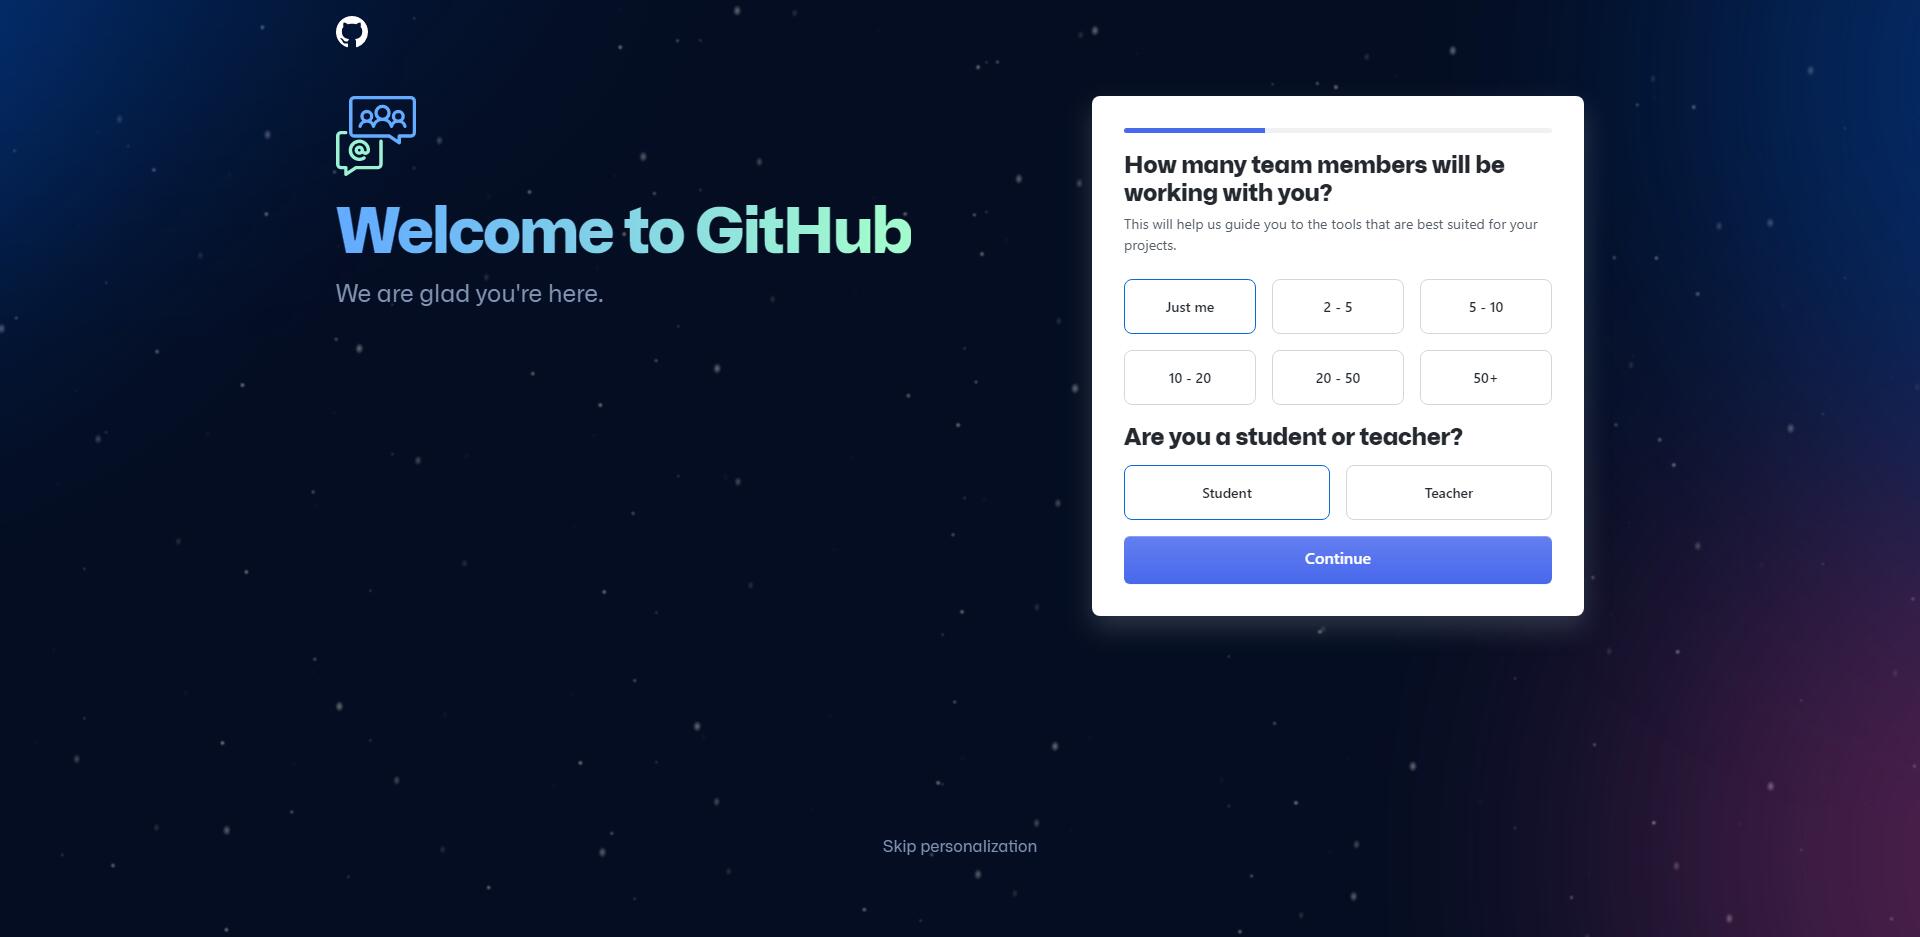 Welcome to GitHub
We are glad you're here.
How many team members will be
working with you?
This will help us guide you to the tools that are best suited for your
projects.
Just me
2 - 5
5 - 10
10 - 20
20 - 50
50+
Are you a student or teacher?
Student
Teacher
Continue
Skip personalization